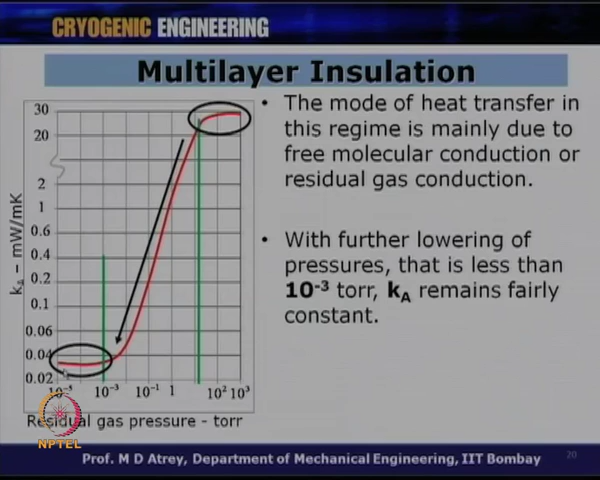 CRYOGENIC ENGINEERING
Multilayer Insulation
30
20
2
1
0.6
0.4
0.2
0.1
0.06
0.04
0.02
kA – mW/mK
10⁻³ 10⁻¹ 1 10² 10³
Residual gas pressure - torr
• The mode of heat transfer in
this regime is mainly due to
free molecular conduction or
residual gas conduction.
• With further lowering of
pressures, that is less than
10⁻³ torr, kA remains fairly
constant.
NPTEL
Prof. M D Atrey, Department of Mechanical Engineering, IIT Bombay
20